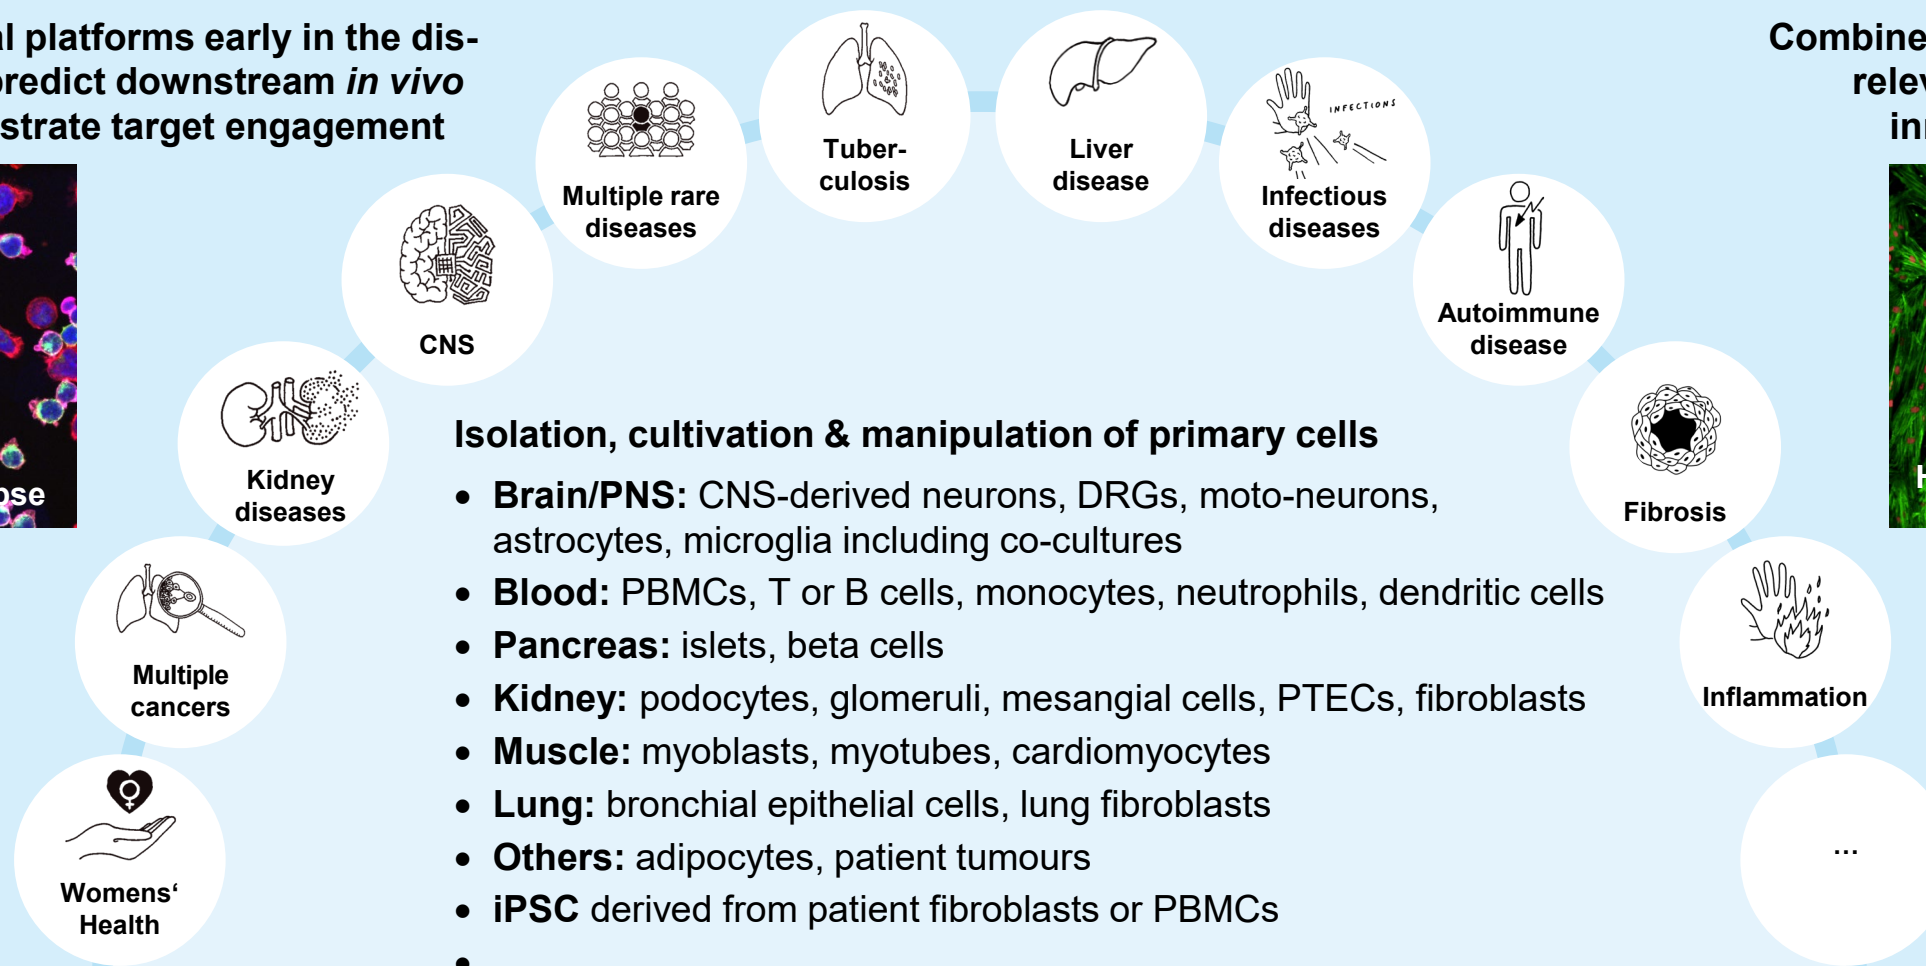 al platforms early in the dis-
predict downstream in vivo
strate target engagement
Combine
relev
inn
Tuber-
culosis
Liver
disease
INFECTIONS
Multiple rare
diseases
Infectious
diseases
Autoimmune
disease
CNS
Kidney
diseases
Fibrosis
Multiple
cancers
Inflammation
Womens‘
Health
...
ose
H
Isolation, cultivation & manipulation of primary cells
• Brain/PNS: CNS-derived neurons, DRGs, moto-neurons,
astrocytes, microglia including co-cultures
• Blood: PBMCs, T or B cells, monocytes, neutrophils, dendritic cells
• Pancreas: islets, beta cells
• Kidney: podocytes, glomeruli, mesangial cells, PTECs, fibroblasts
• Muscle: myoblasts, myotubes, cardiomyocytes
• Lung: bronchial epithelial cells, lung fibroblasts
• Others: adipocytes, patient tumours
• iPSC derived from patient fibroblasts or PBMCs
•